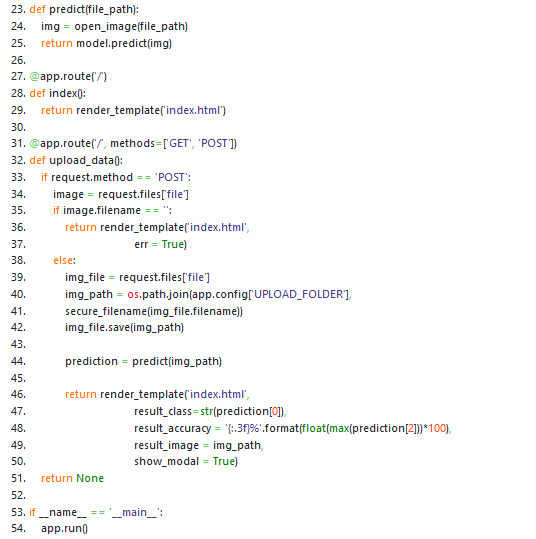 23. def predict(file_path):
24.     img = open_image(file_path)
25.     return model.predict(img)
26.
27. @app.route('/')
28. def index():
29.     return render_template('index.html')
30.
31. @app.route('/', methods=['GET', 'POST'])
32. def upload_data():
33.     if request.method == 'POST':
34.         image = request.files['file']
35.         if image.filename == '':
36.             return render_template('index.html',
37.                                    err = True)
38.         else:
39.             img_file = request.files['file']
40.             img_path = os.path.join(app.config['UPLOAD_FOLDER'],
41.             secure_filename(img_file.filename))
42.             img_file.save(img_path)
43.
44.             prediction = predict(img_path)
45.
46.             return render_template('index.html',
47.                                    result_class=str(prediction[0]),
48.                                    result_accuracy = '{:.3f}%'.format(float(max(prediction[2]))*100),
49.                                    result_image = img_path,
50.                                    show_modal = True)
51.     return None
52.
53. if __name__ == '__main__':
54.     app.run()